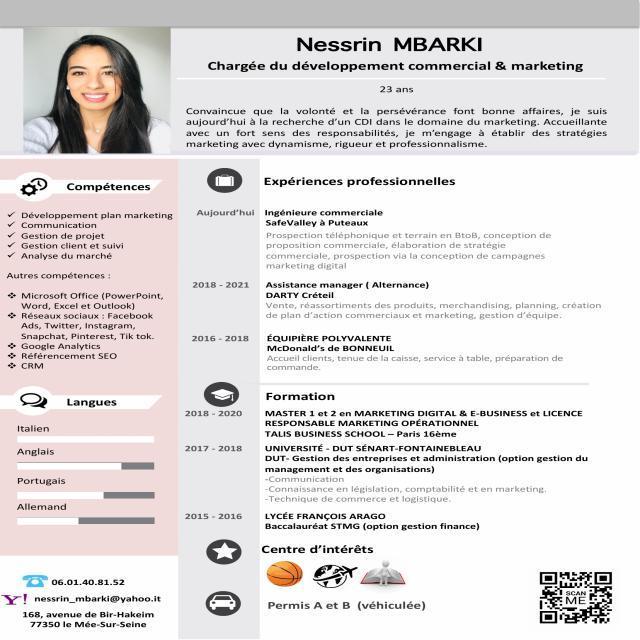 Nessrin MBARKI
Chargée du développement commercial & marketing
23 ans
Convaincue que la volonté et la persévérance font bonne affaires, je suis
aujourd'hui à la recherche d'un CDI dans le domaine du marketing. Accueillante
avec un fort sens des responsabilités, je m'engage à établir des stratégies
marketing avec dynamisme, rigueur et professionnalisme.
Compétences
Développement plan marketing
Communication
Gestion de projet
Gestion client et suivi
Analyse du marché
Autres compétences :
Microsoft Office (PowerPoint,
Word, Excel et Outlook)
Réseaux sociaux : Facebook
Ads, Twitter, Instagram,
Snapchat, Pinterest, Tik tok.
Google Analytics
Référencement SEO
CRM
Langues
Italien
Anglais
Portugais
Allemand
06.01.40.81.52
Y! nessrin_mbarki@yahoo.it
168, avenue de Bir-Hakeim
77350 le Mée-Sur-Seine
Expériences professionnelles
Aujourd'hui Ingénieure commerciale
SafeValley à Puteaux
Prospection téléphonique et terrain en BtoB, conception de
proposition commerciale, élaboration de stratégie
commerciale, prospection via la conception de campagnes
marketing digital
2018 - 2021 Assistance manager ( Alternance)
DARTY Créteil
Vente, réassortiments des produits, merchandising, planning, création
de plan d'action commerciaux et marketing, gestion d'équipe.
2016 - 2018 ÉQUIPIÈRE POLYVALENTE
McDonald's de BONNEUIL
Accueil clients, tenue de la caisse, service à table, préparation de
commande.
Formation
2018 - 2020 MASTER 1 et 2 en MARKETING DIGITAL & E-BUSINESS et LICENCE
RESPONSABLE MARKETING OPÉRATIONNEL
TALIS BUSINESS SCHOOL – Paris 16ème
2017 - 2018 UNIVERSITÉ - DUT SÉNART-FONTAINEBLEAU
DUT- Gestion des entreprises et administration (option gestion du
management et des organisations)
-Communication
-Connaissance en législation, comptabilité et en marketing.
-Technique de commerce et logistique.
2015 - 2016 LYCÉE FRANÇOIS ARAGO
Baccalauréat STMG (option gestion finance)
Centre d'intérêts
Permis A et B (véhiculée)
SCAN
ME